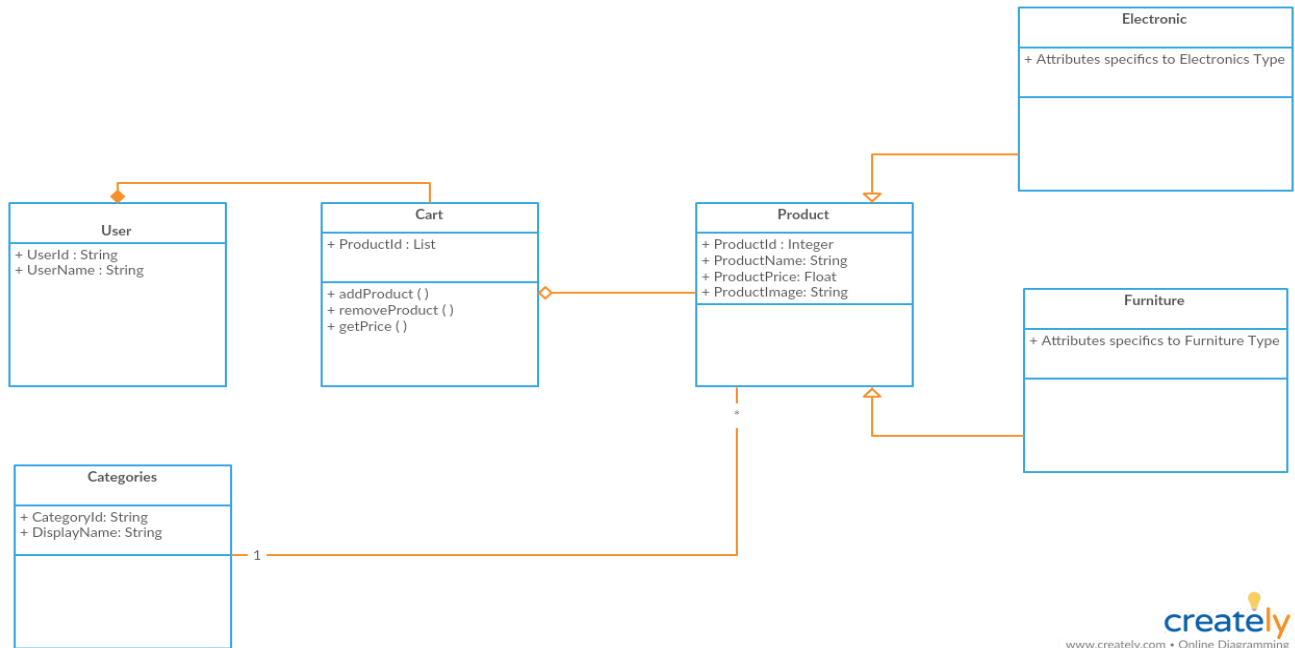 Electronic
+ Attributes specifics to Electronics Type
User
+ UserId : String
+ UserName : String
Cart
+ ProductId : List
+ addProduct ( )
+ removeProduct ( )
+ getPrice ( )
Product
+ ProductId : Integer
+ ProductName: String
+ ProductPrice: Float
+ ProductImage: String
Furniture
+ Attributes specifics to Furniture Type
*
Categories
+ CategoryId: String
+ DisplayName: String
1
creately
www.creately.com • Online Diagramming